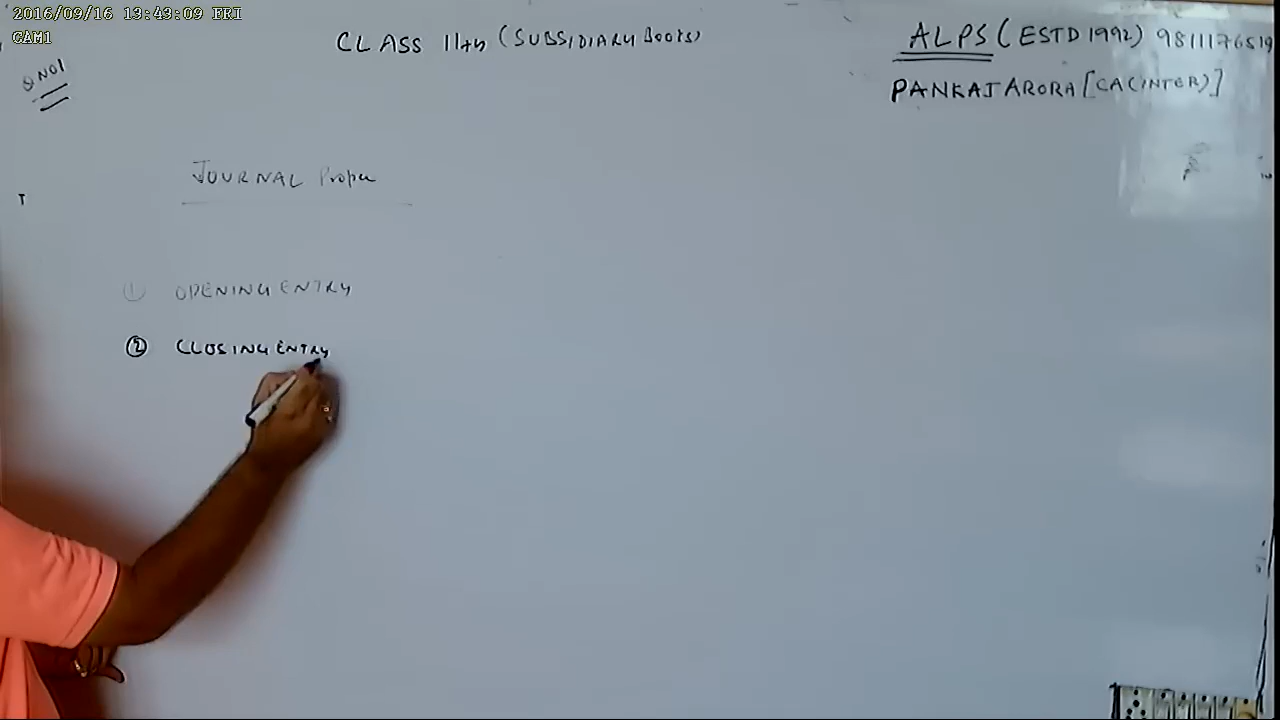 2016/09/16 13:43:09 FRI
CAM1
CLASS 11th (SUBSIDIARY Books)
ALPS (ESTD 1992) 9811176519
PANKAJ ARORA [CA(INTER)]
Q NO1
JOURNAL Proper
① OPENING ENTRY
② CLOSING ENTRY